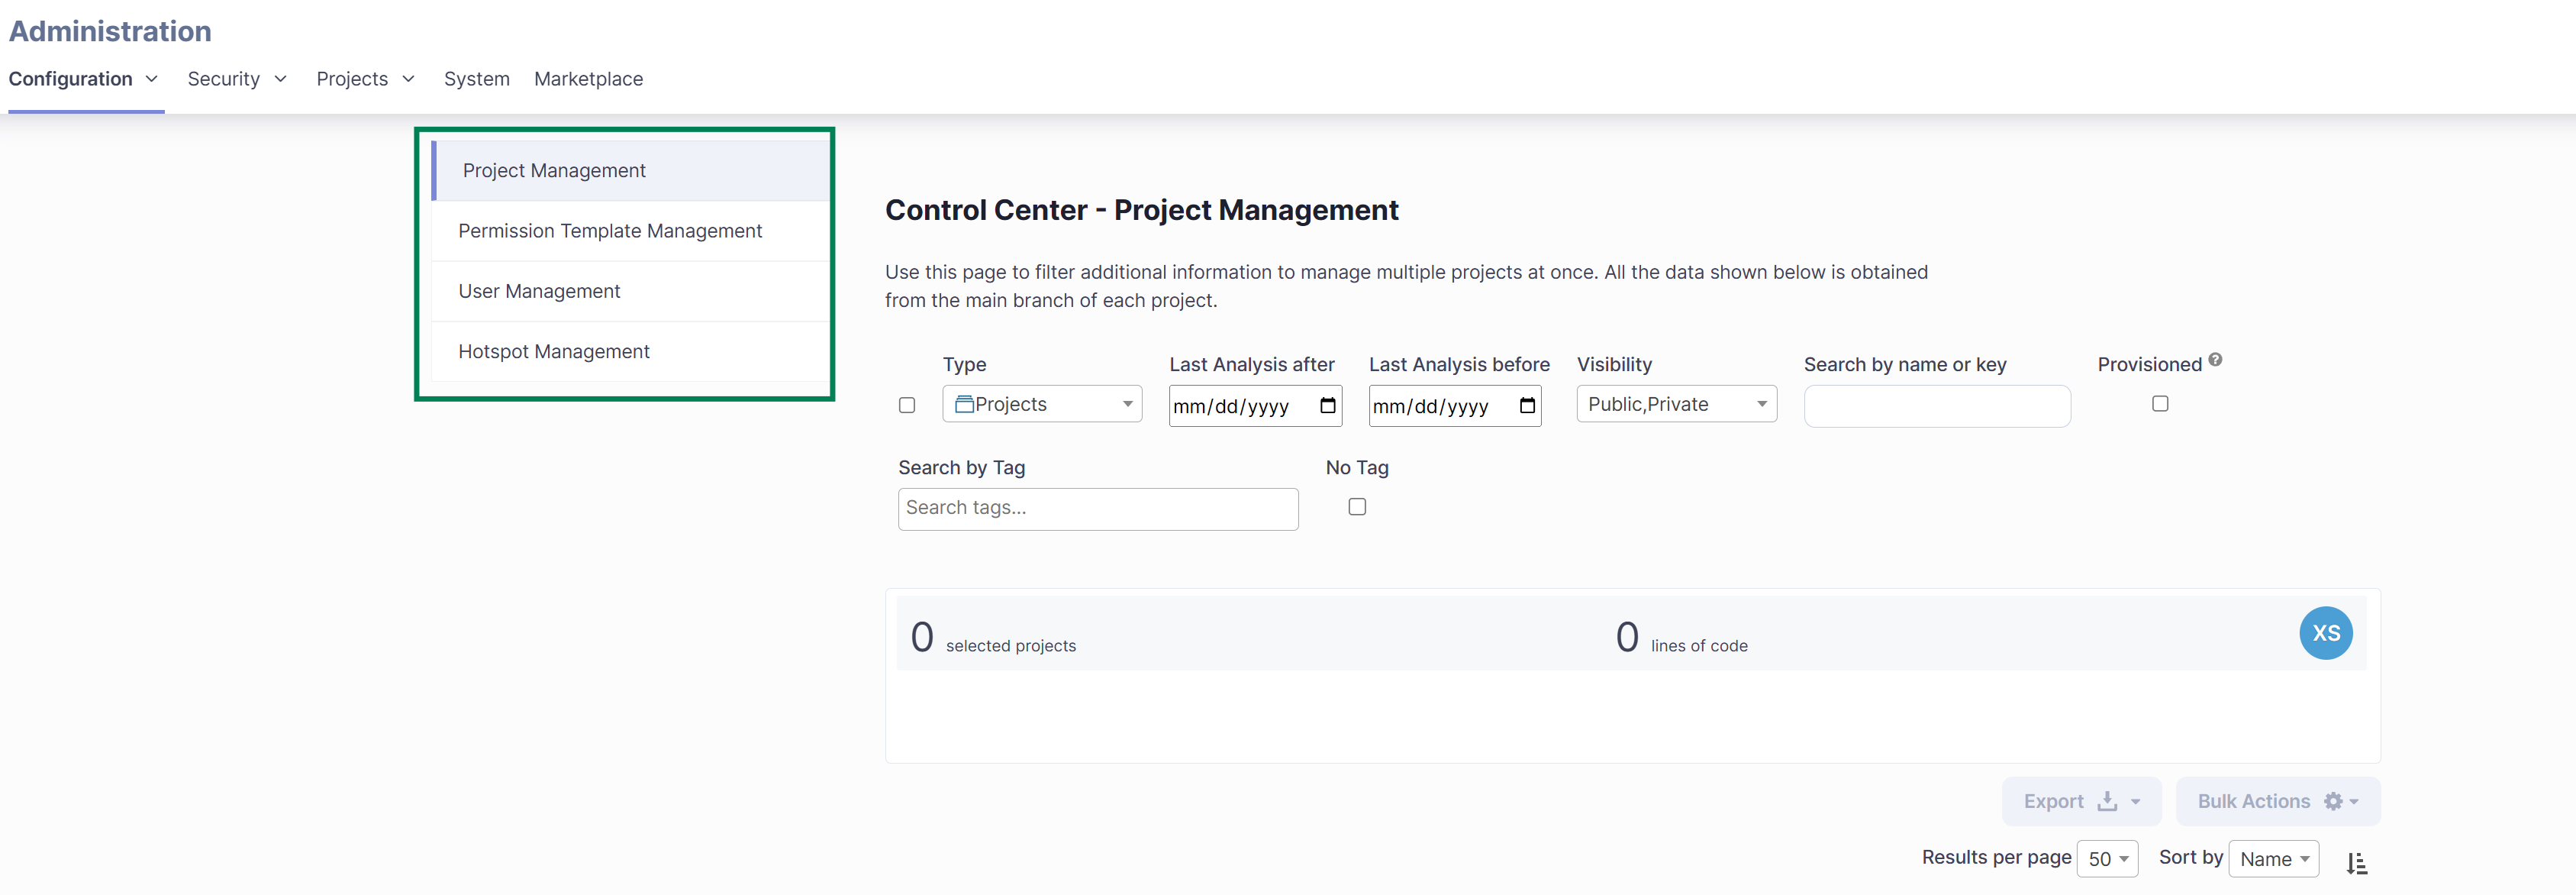 Administration
Configuration Security Projects System Marketplace
Project Management
Permission Template Management
User Management
Hotspot Management
Control Center - Project Management
Use this page to filter additional information to manage multiple projects at once. All the data shown below is obtained
from the main branch of each project.
Type Last Analysis after Last Analysis before Visibility Search by name or key Provisioned ?
Projects mm/dd/yyyy mm/dd/yyyy Public,Private
Search by Tag No Tag
Search tags...
0 selected projects 0 lines of code XS
Export Bulk Actions
Results per page 50 Sort by Name